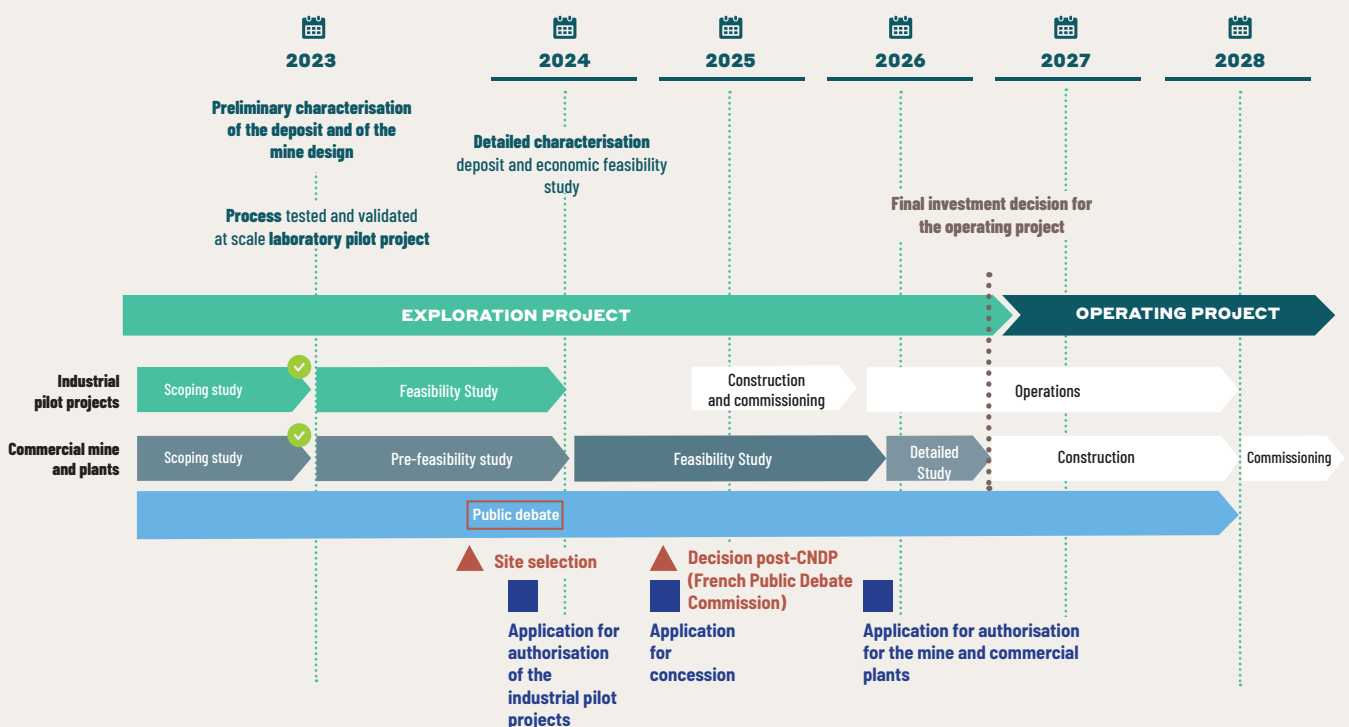 2023
2024
2025
2026
2027
2028
Preliminary characterisation
of the deposit and of the
mine design
Detailed characterisation
deposit and economic feasibility
study
Process tested and validated
at scale laboratory pilot project
Final investment decision for
the operating project
EXPLORATION PROJECT
OPERATING PROJECT
Industrial
pilot projects
Scoping study
Feasibility Study
Construction
and commissioning
Operations
Commercial mine
and plants
Scoping study
Pre-feasibility study
Feasibility Study
Detailed
Study
Construction
Commissioning
Public debate
Site selection
Decision post-CNDP
(French Public Debate
Commission)
Application for
authorisation
of the
industrial pilot
projects
Application
for
concession
Application for authorisation
for the mine and commercial
plants